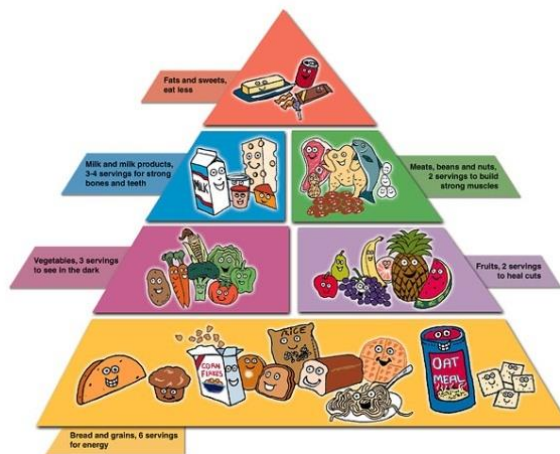 Fats and sweets,
eat less
Milk and milk products,
3-4 servings for strong
bones and teeth
MILK
Meats, beans and nuts,
2 servings to build
strong muscles
Vegetables, 3 servings
to see in the dark
Fruits, 2 servings
to heal cuts
RICE
CORN
FLAKES
OAT
MEAL
Bread and grains, 6 servings
for energy